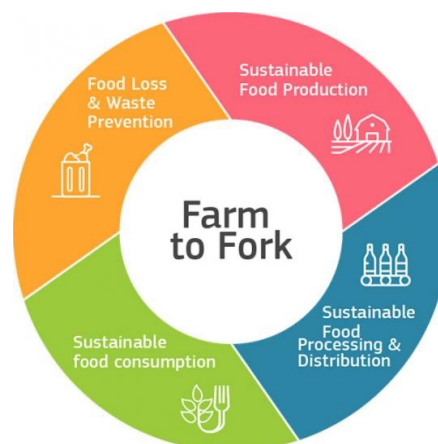 Food Loss
& Waste
Prevention
Sustainable
Food Production
Farm
to Fork
Sustainable
Food
Processing &
Distribution
Sustainable
food consumption